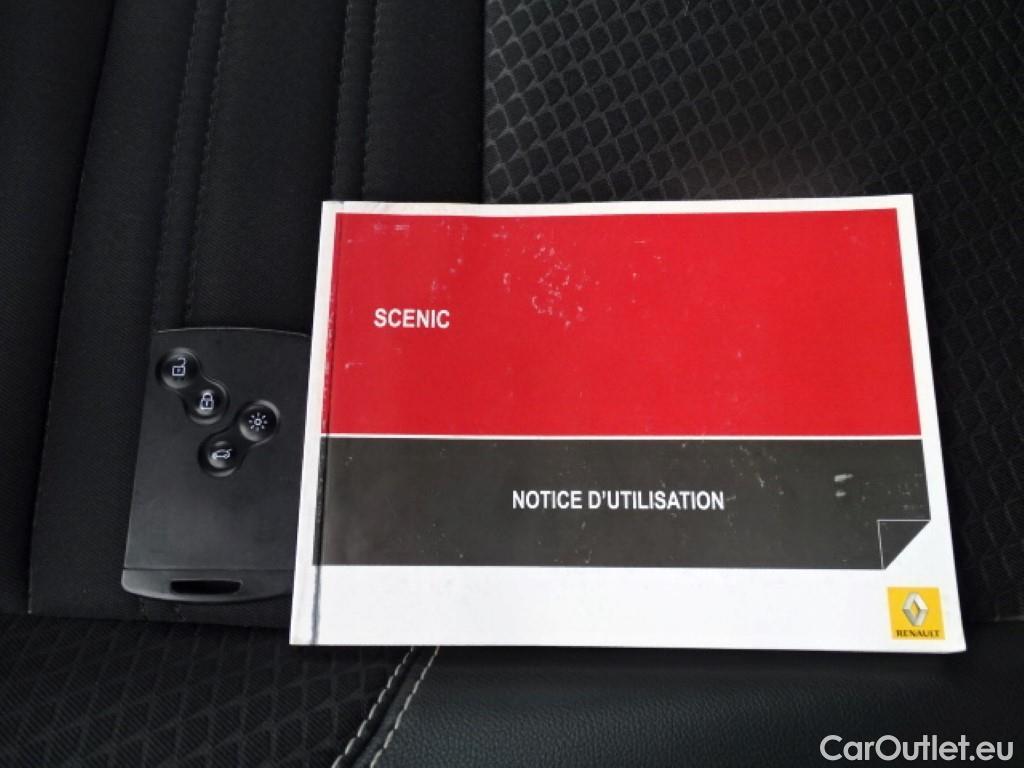 SCENIC
NOTICE D'UTILISATION
RENAULT
CarOutlet.eu